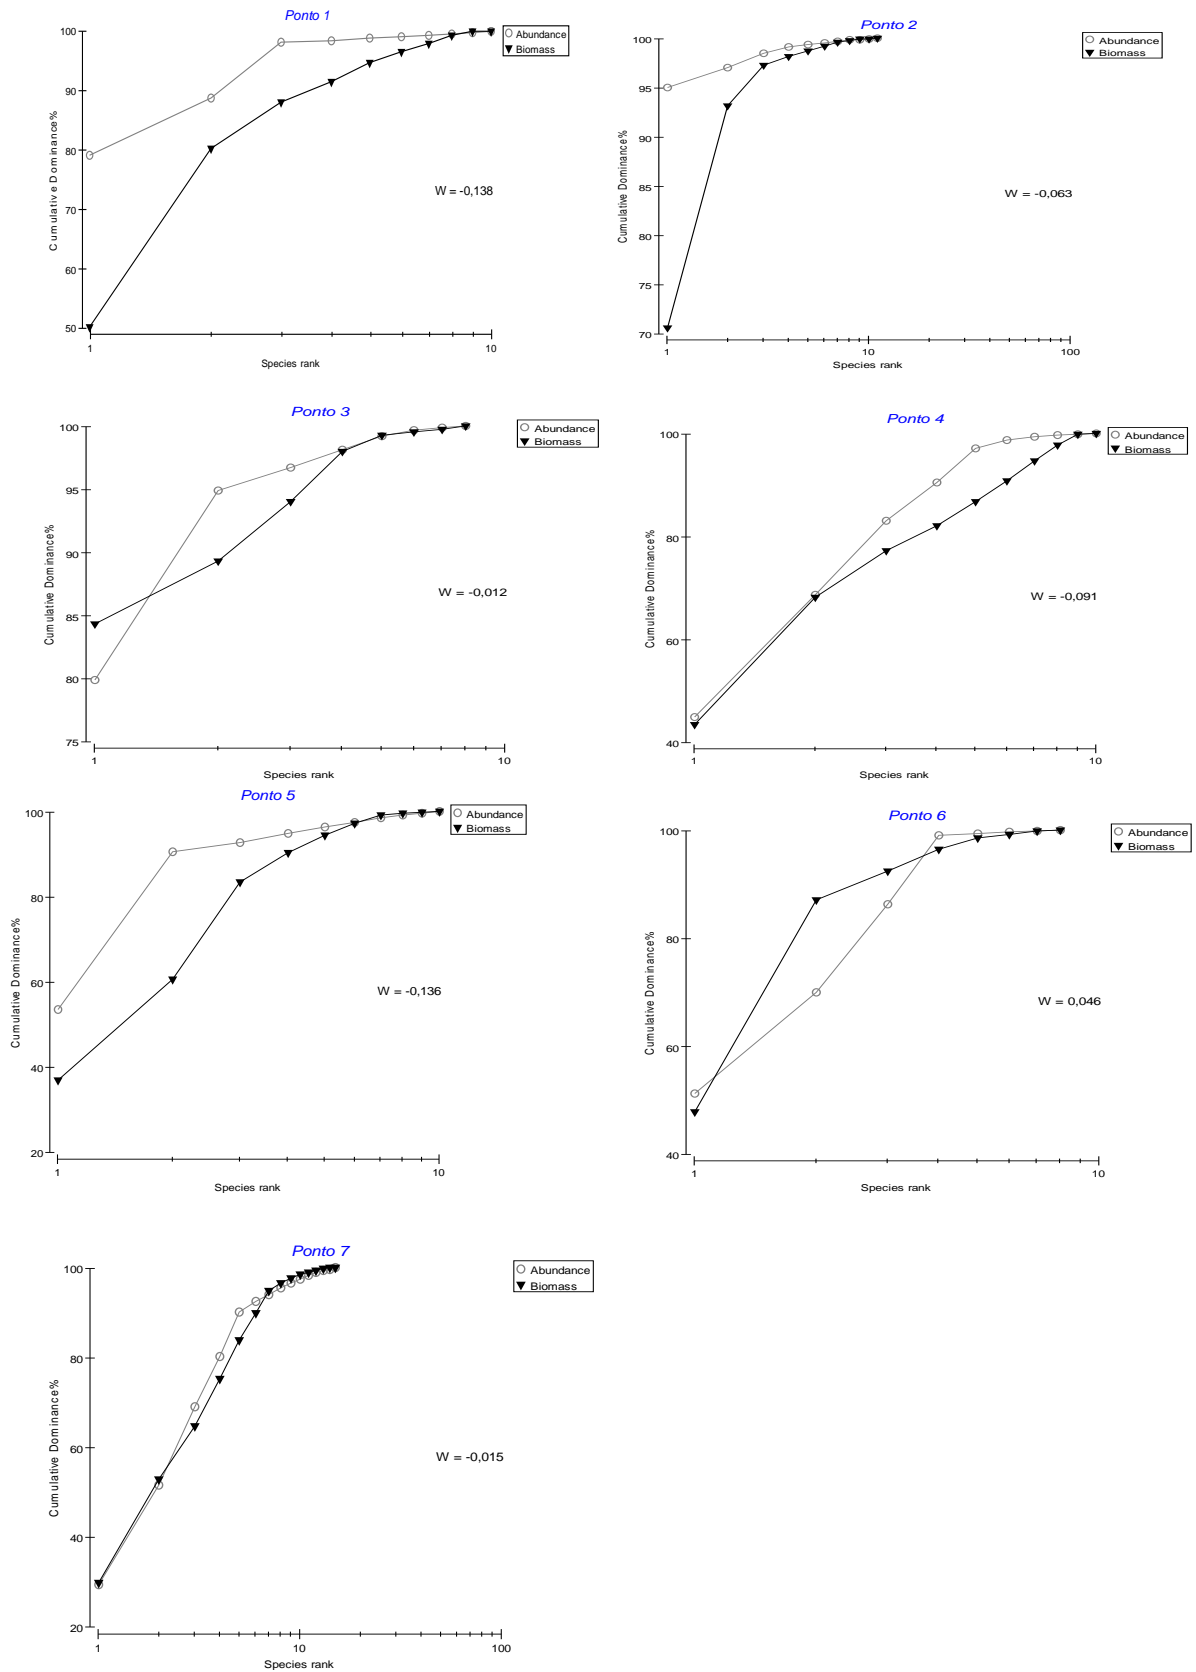 Ponto 1
100
90
80
70
60
50
Cumulative Dominance%
1
10
Species rank
Abundance
Biomass
W = -0,138
Ponto 2
100
95
90
85
80
75
70
Cumulative Dominance%
1
10
100
Species rank
Abundance
Biomass
W = -0,063
Ponto 3
100
95
90
85
80
75
Cumulative Dominance%
1
10
Species rank
Abundance
Biomass
W = -0,012
Ponto 4
100
80
60
40
Cumulative Dominance%
1
10
Species rank
Abundance
Biomass
W = -0,091
Ponto 5
100
80
60
40
20
Cumulative Dominance%
1
10
Species rank
Abundance
Biomass
W = -0,136
Ponto 6
100
80
60
40
Cumulative Dominance%
1
10
Species rank
Abundance
Biomass
W = 0,046
Ponto 7
100
80
60
40
20
Cumulative Dominance%
1
10
100
Species rank
Abundance
Biomass
W = -0,015